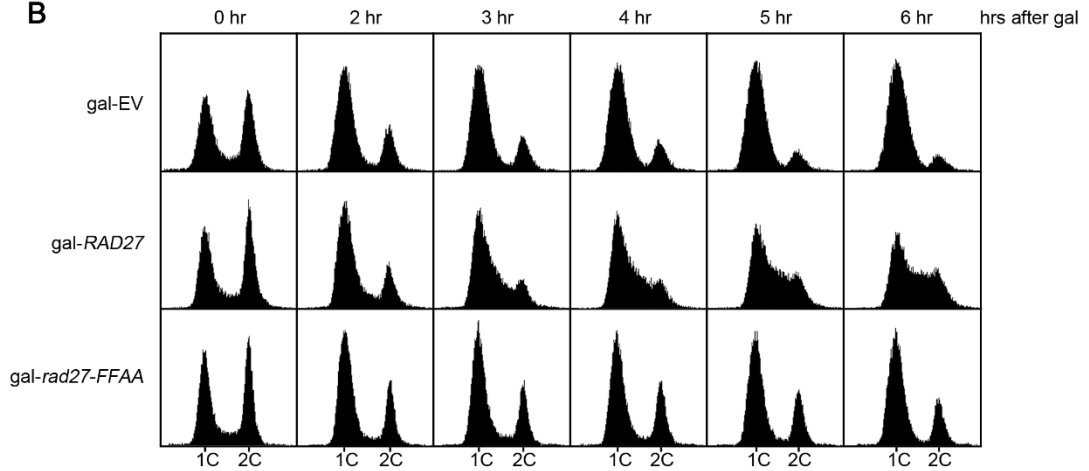 B
0 hr 2 hr 3 hr 4 hr 5 hr 6 hr hrs after gal
gal-EV
gal-RAD27
gal-rad27-FFAA
1C 2C 1C 2C 1C 2C 1C 2C 1C 2C 1C 2C